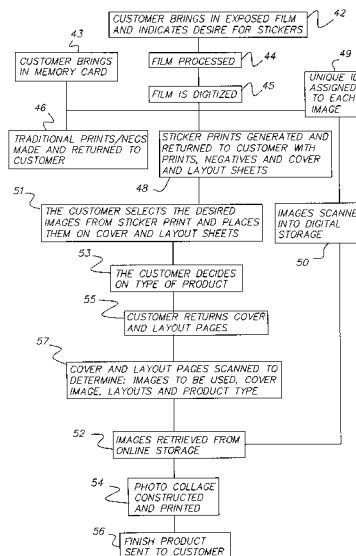 42
CUSTOMER BRINGS IN EXPOSED FILM
AND INDICATES DESIRE FOR STICKERS
43
CUSTOMER BRINGS
IN MEMORY CARD
FILM PROCESSED
44
49
UNIQUE ID
ASSIGNED
TO EACH
IMAGE
FILM IS DIGITIZED
45
46
TRADITIONAL PRINTS/NEGS
MADE AND RETURNED TO
CUSTOMER
STICKER PRINTS GENERATED AND
RETURNED TO CUSTOMER WITH
PRINTS, NEGATIVES AND COVER
AND LAYOUT SHEETS
48
51
THE CUSTOMER SELECTS THE DESIRED
IMAGES FROM STICKER PRINT AND PLACES
THEM ON COVER AND LAYOUT SHEETS
IMAGES SCANNE
INTO DIGITAL
STORAGE
50
53
THE CUSTOMER DECIDES
ON TYPE OF PRODUCT
55
CUSTOMER RETURNS COVER
AND LAYOUT PAGES
57
COVER AND LAYOUT PAGES SCANNED TO
DETERMINE: IMAGES TO BE USED, COVER
IMAGE, LAYOUTS AND PRODUCT TYPE
52
IMAGES RETRIEVED FROM
ONLINE STORAGE
54
PHOTO COLLAGE
CONSTRUCTED
AND PRINTED
56
FINISH PRODUCT
SENT TO CUSTOMER